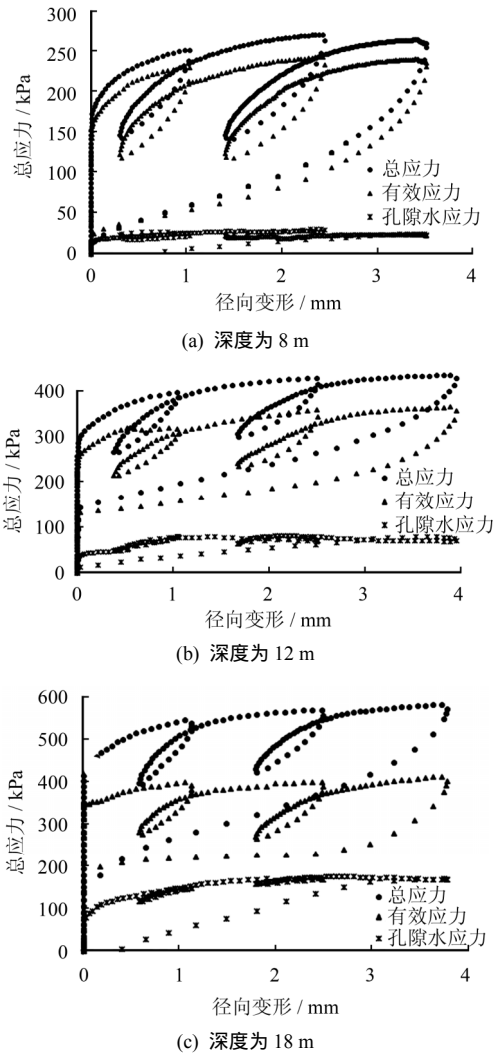 300
250
200
150
100
50
0
总应力 / kPa
总应力
有效应力
孔隙水应力
0 1 2 3 4
径向变形 / mm
(a) 深度为 8 m
400
300
200
100
0
总应力 / kPa
总应力
有效应力
孔隙水应力
0 1 2 3 4
径向变形 / mm
(b) 深度为 12 m
600
500
400
300
200
100
0
总应力 / kPa
总应力
有效应力
孔隙水应力
0 1 2 3 4
径向变形 / mm
(c) 深度为 18 m